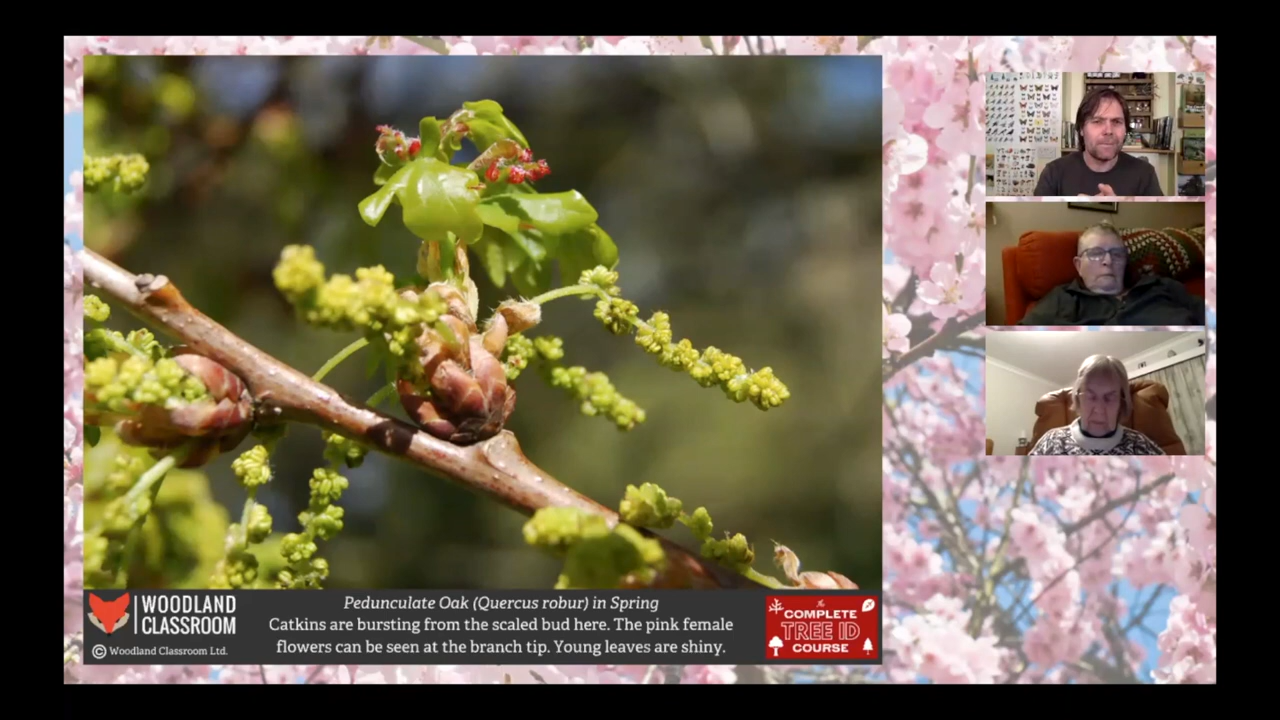 Pedunculate Oak (Quercus robur) in Spring
Catkins are bursting from the scaled bud here. The pink female
flowers can be seen at the branch tip. Young leaves are shiny.
WOODLAND
CLASSROOM
© Woodland Classroom Ltd.
The
COMPLETE
TREE ID
COURSE